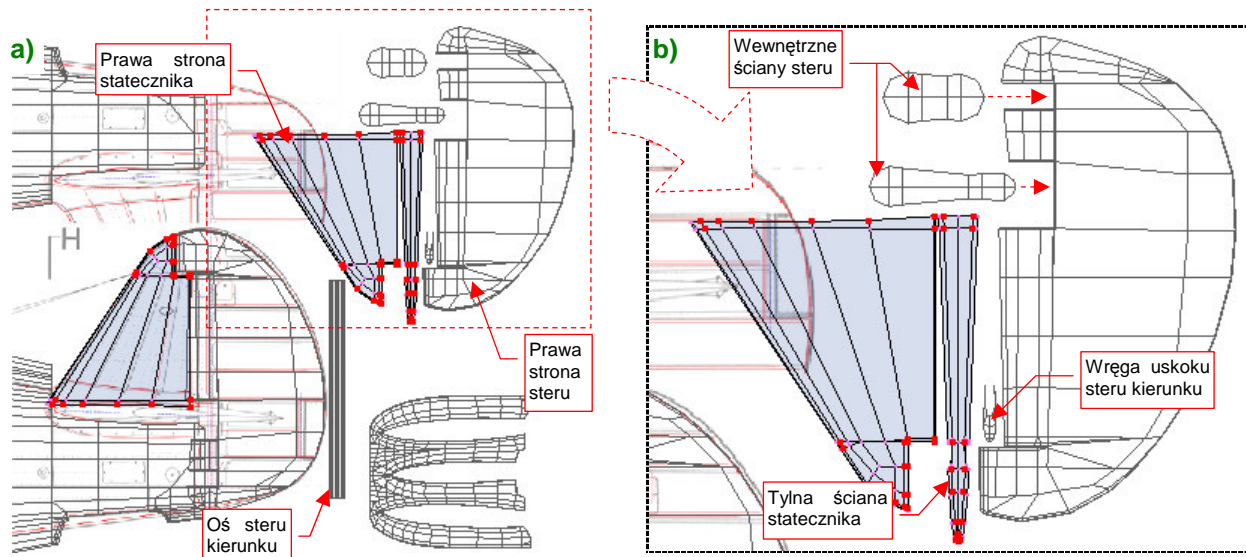 a)
Prawa strona
statecznika
H
Prawa
strona
steru
Oś steru
kierunku
b)
Wewnętrzne
ściany steru
Wręga uskoku
steru kierunku
Tylna ściana
statecznika